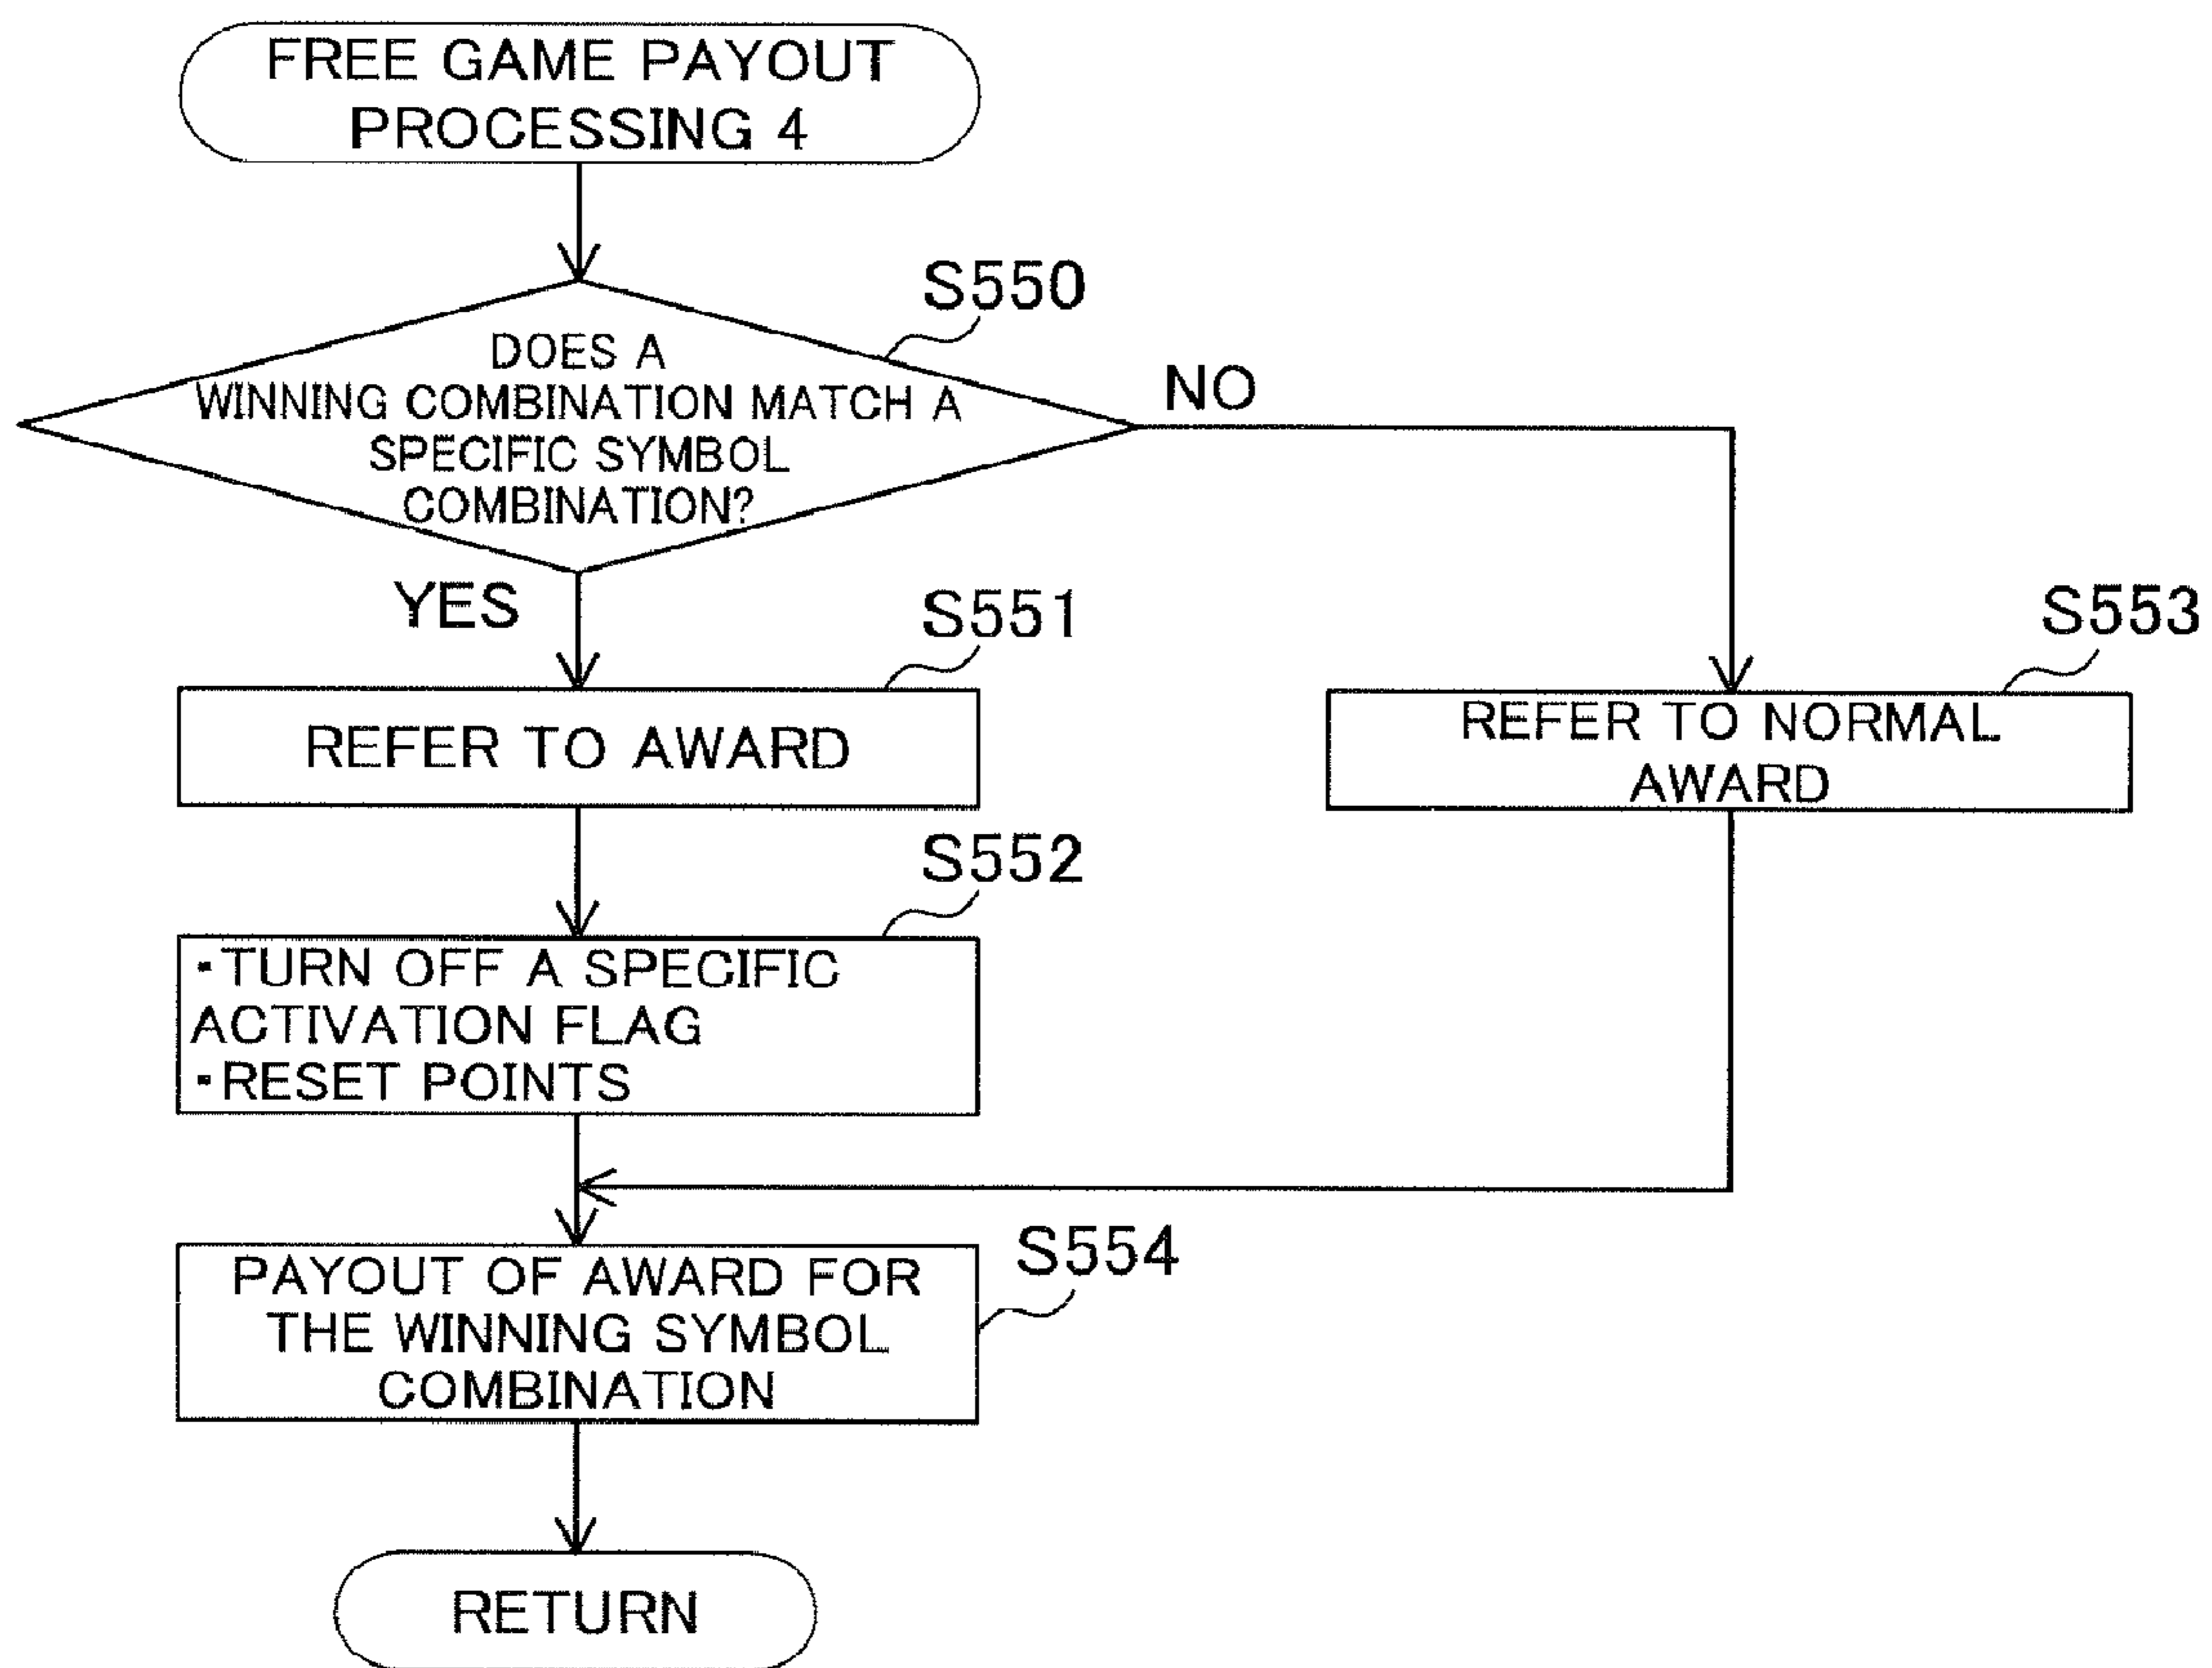 FREE GAME PAYOUT
PROCESSING 4
S550
DOES A
WINNING COMBINATION MATCH A
SPECIFIC SYMBOL
COMBINATION?
NO
YES
S551
REFER TO AWARD
S553
REFER TO NORMAL
AWARD
S552
▪TURN OFF A SPECIFIC
ACTIVATION FLAG
▪RESET POINTS
S554
PAYOUT OF AWARD FOR
THE WINNING SYMBOL
COMBINATION
RETURN